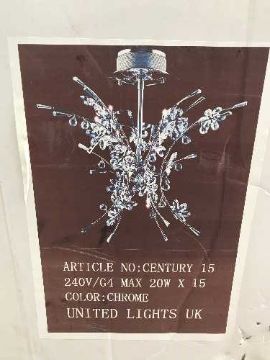 ARTICLE NO:CENTURY 15
240V/G4 MAX 20W X 15
COLOR:CHROME
UNITED LIGHTS UK